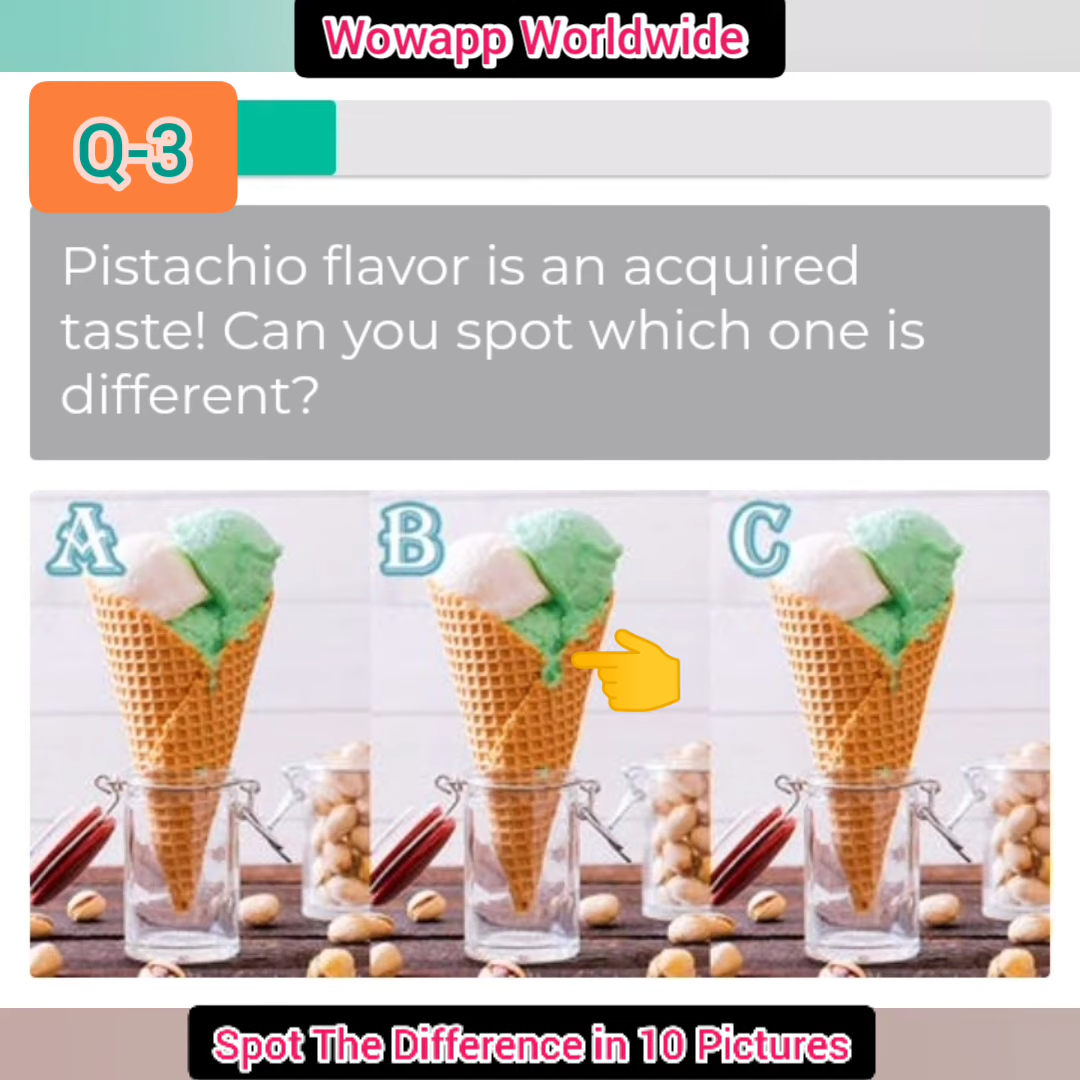 Wowapp Worldwide
Q-3
Pistachio flavor is an acquired
taste! Can you spot which one is
different?
A B C
Spot The Difference in 10 Pictures